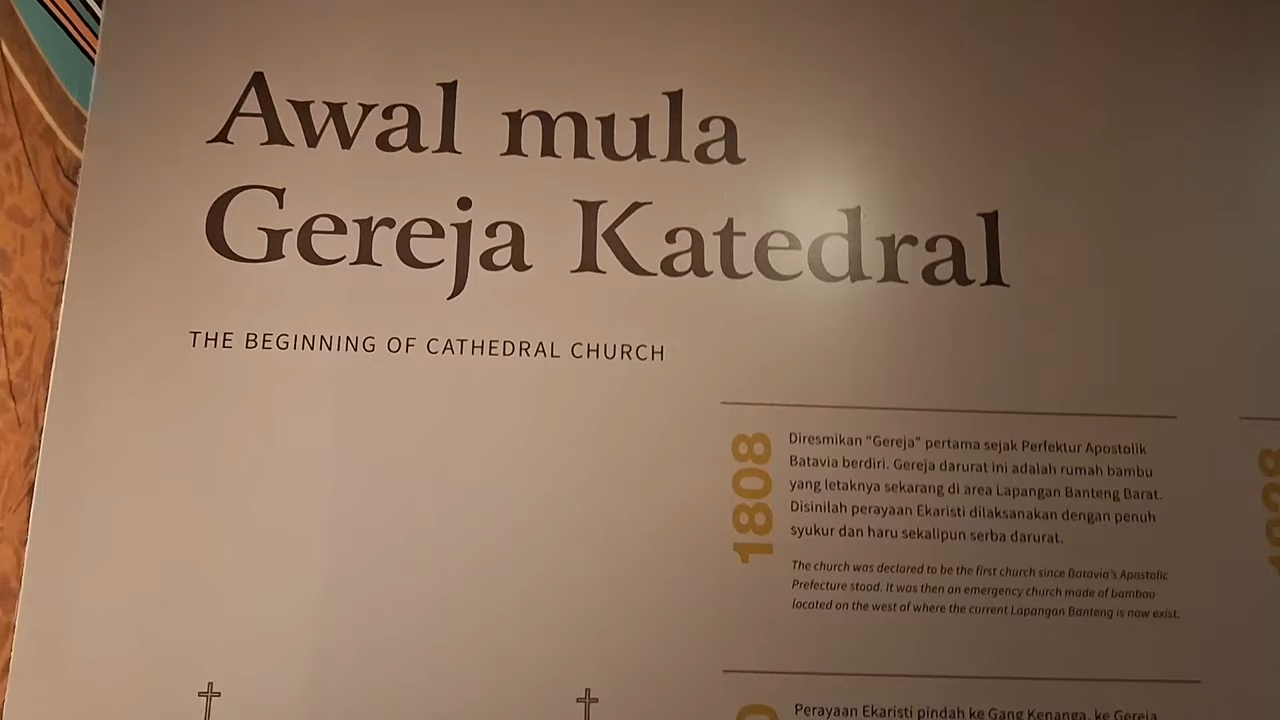 Awal mula
Gereja Katedral
THE BEGINNING OF CATHEDRAL CHURCH
1808
Diresmikan "Gereja" pertama sejak Perfektur Apostolik
Batavia berdiri. Gereja darurat ini adalah rumah bambu
yang letaknya sekarang di area Lapangan Banteng Barat.
Disinilah perayaan Ekaristi dilaksanakan dengan penuh
syukur dan haru sekalipun serba darurat.
The church was declared to be the first church since Batavia's Apostolic
Prefecture stood. It was then an emergency church made of bamboo
located on the west of where the current Lapangan Banteng is now exist.
Perayaan Ekaristi pindah ke Gang Kenanga, ke Gereja